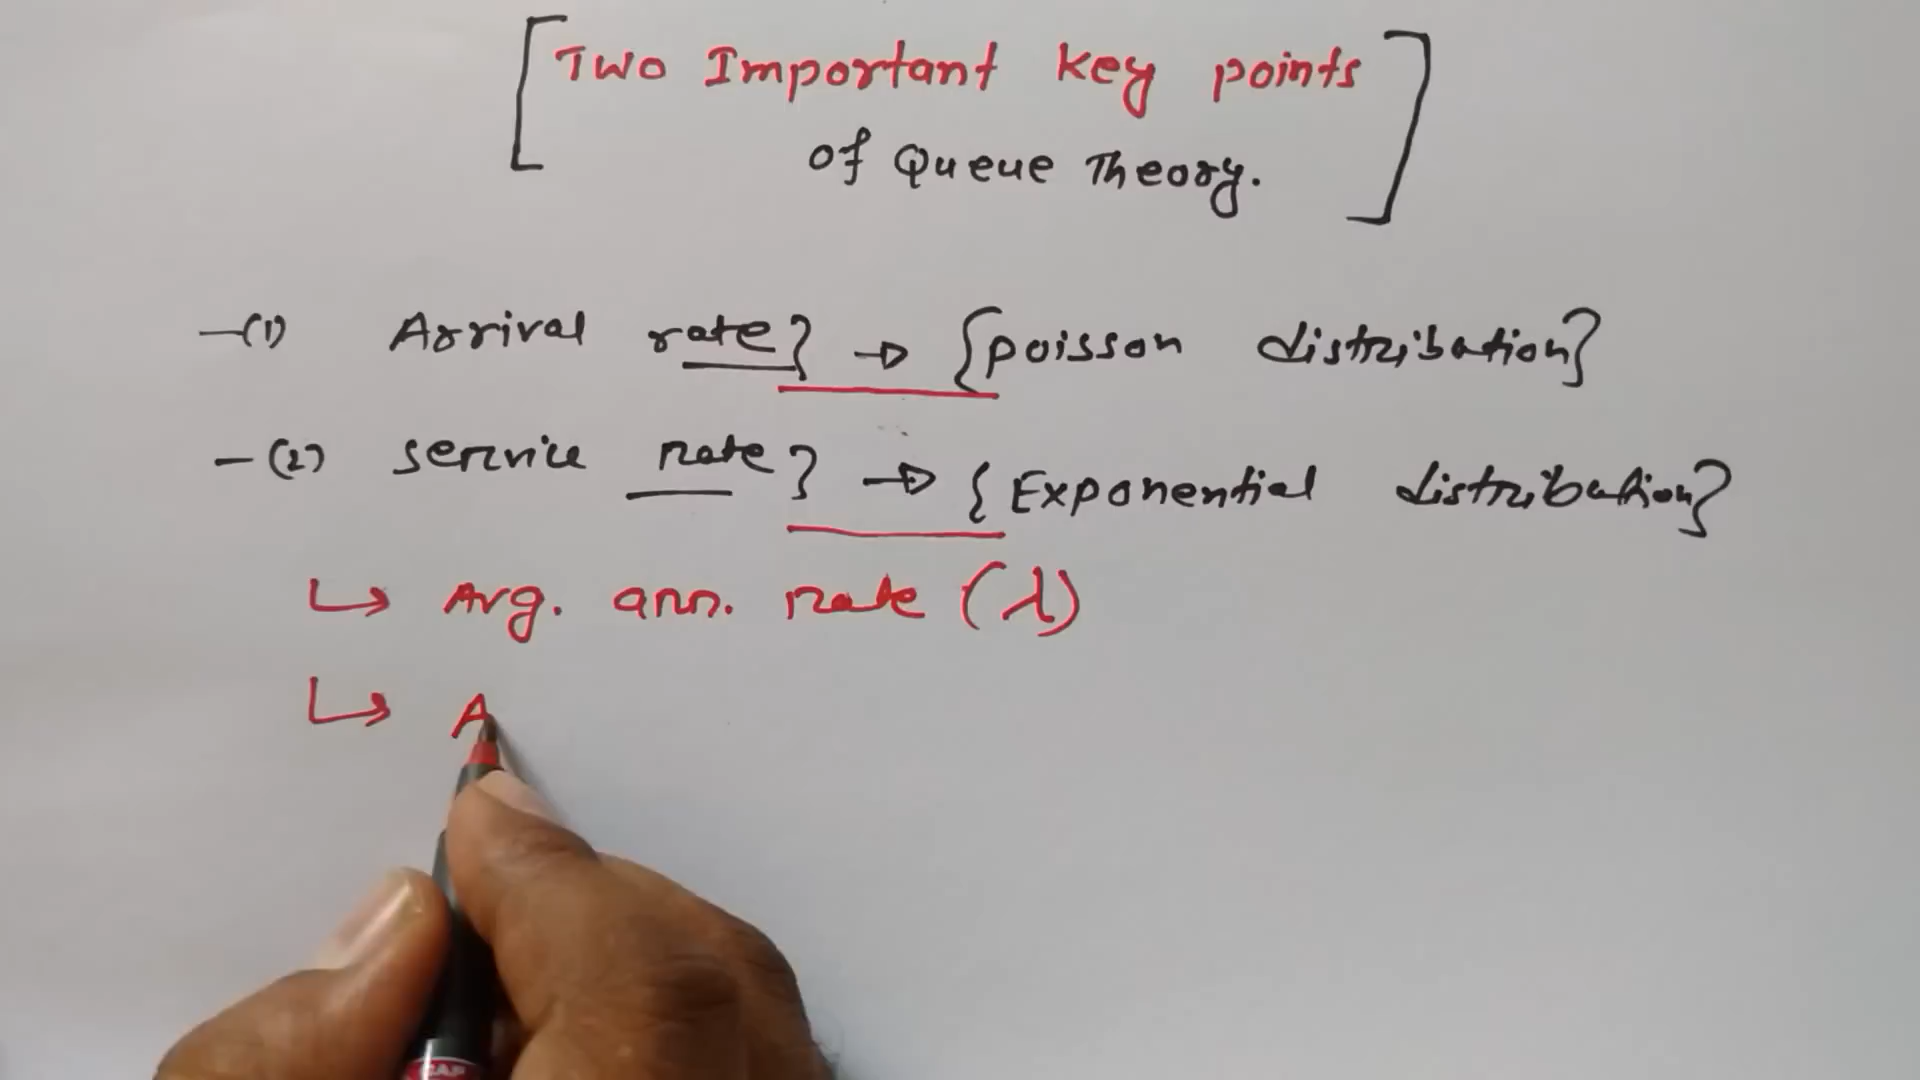 [Two Important Key points
of Queue Theory.]
-(1) Arrival rate} → {poisson distribution}
-(2) service rate} → {Exponential distribution}
↳ Avg. arr. rate (λ)
↳ A
CAP